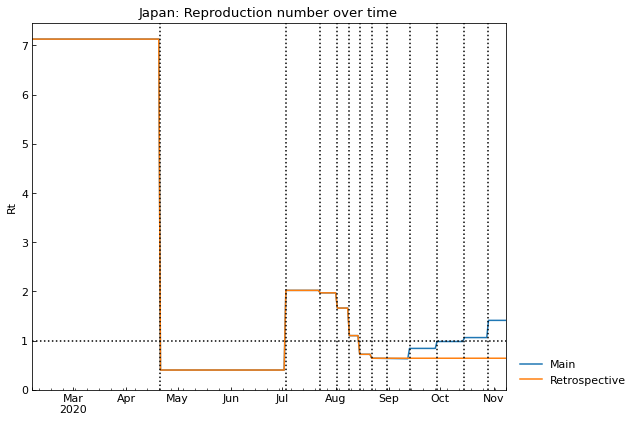 Japan: Reproduction number over time
Rt
7
6
5
4
3
2
1
0
Mar Apr May Jun Jul Aug Sep Oct Nov
2020
Main
Retrospective